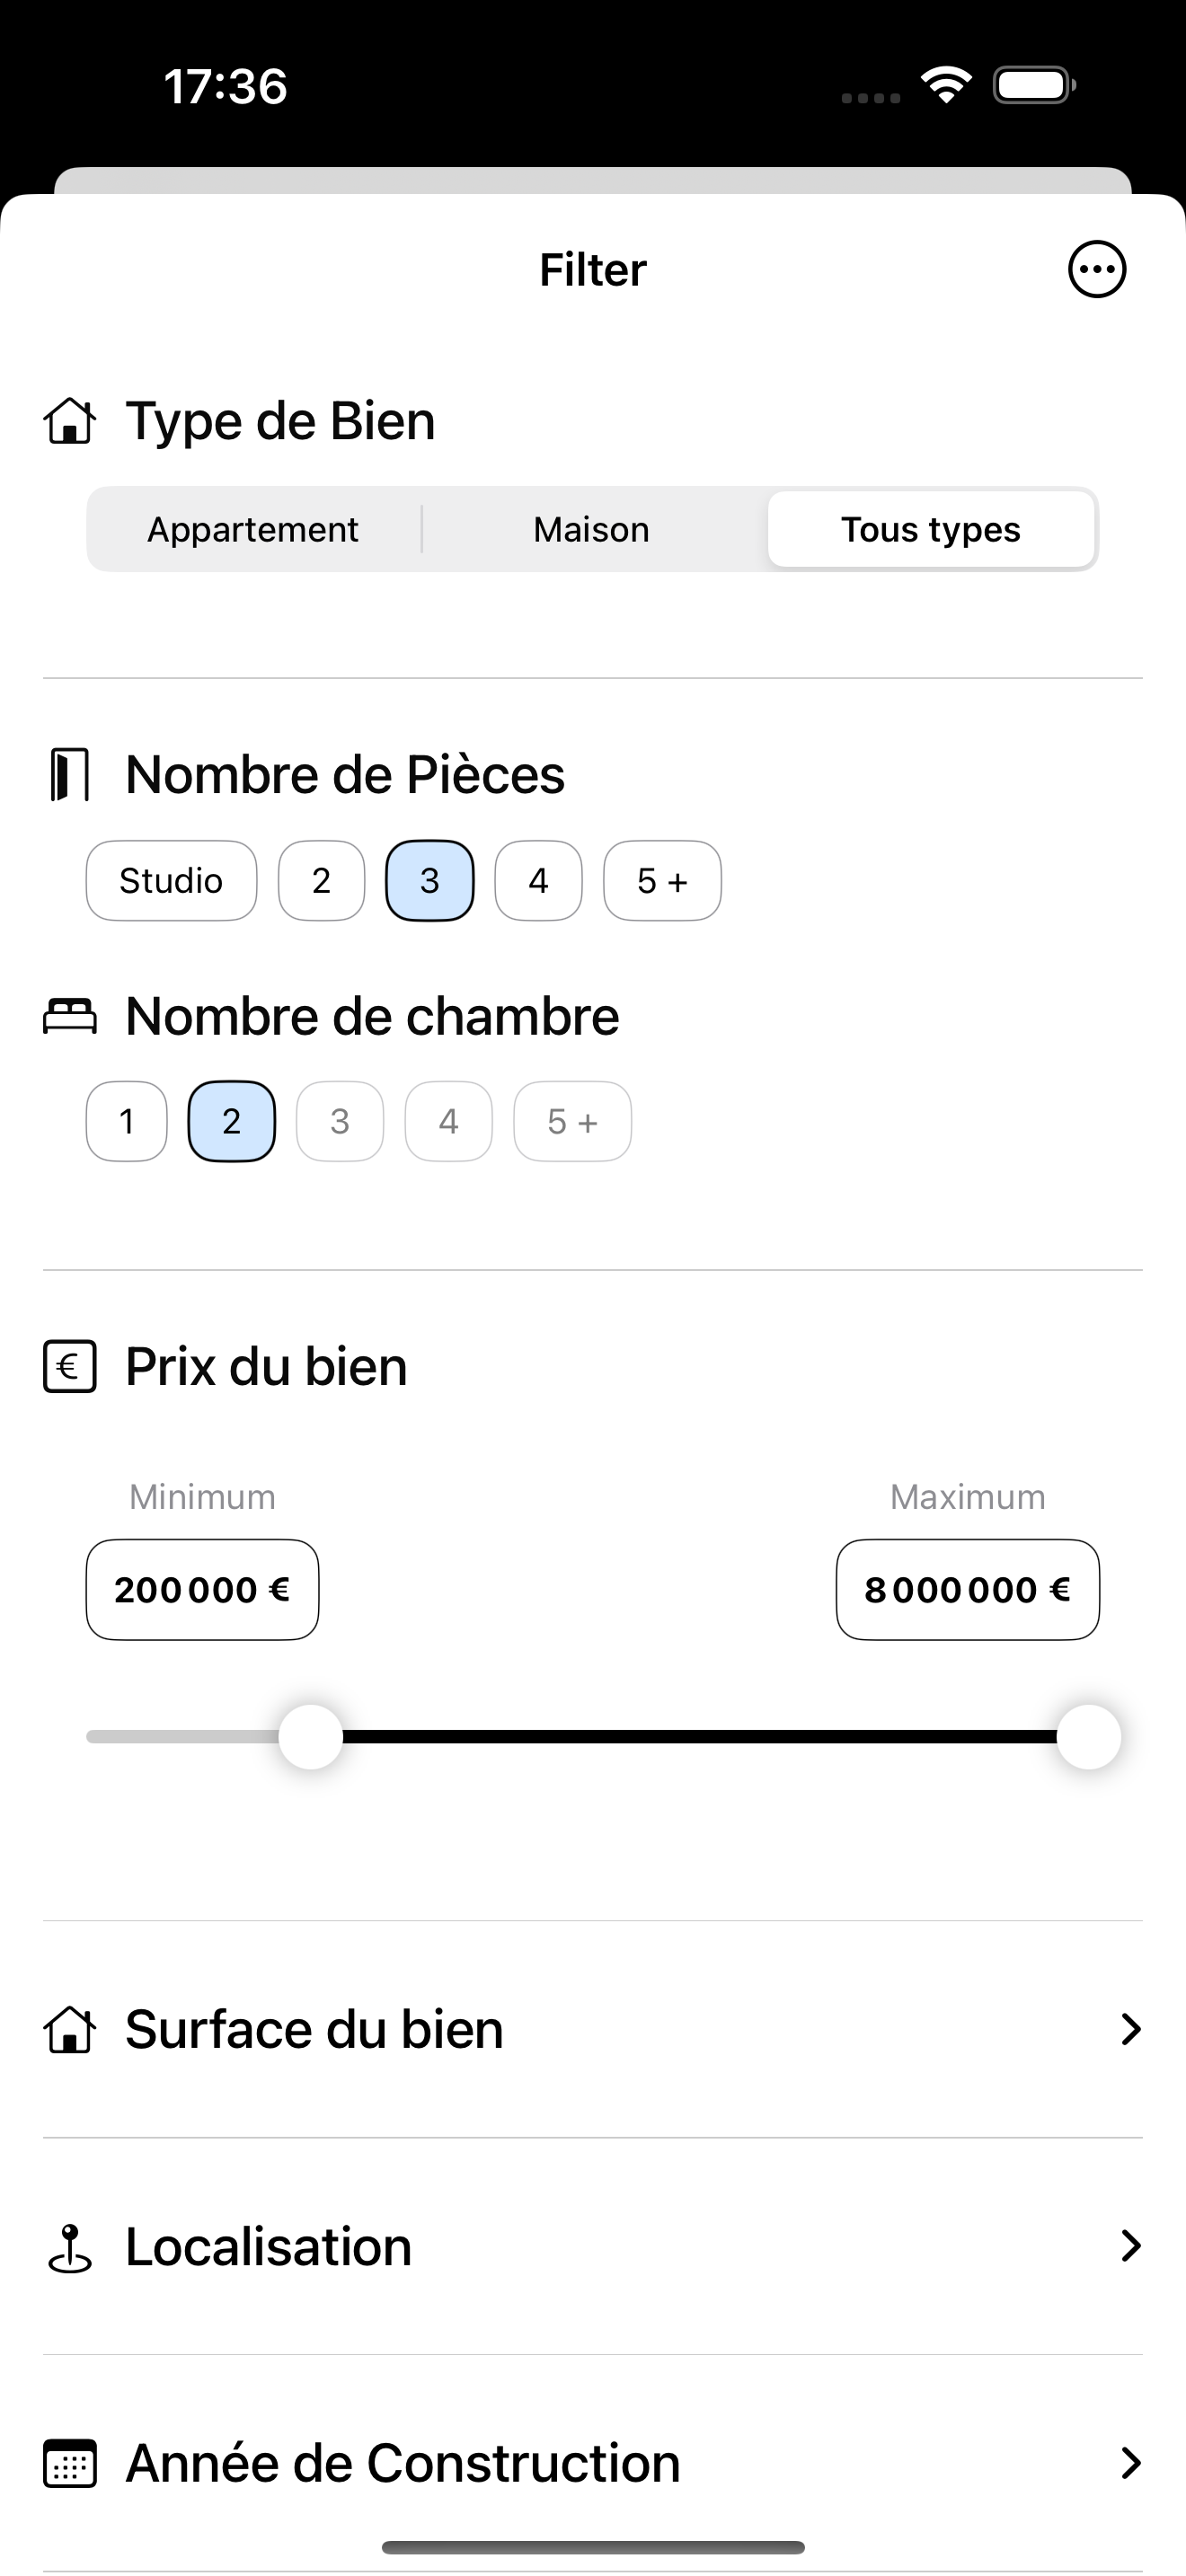 17:36
Filter
Type de Bien
Appartement Maison Tous types
Nombre de Pièces
Studio 2 3 4 5 +
Nombre de chambre
1 2 3 4 5 +
€ Prix du bien
Minimum Maximum
200 000 € 8 000 000 €
Surface du bien
Localisation
Année de Construction